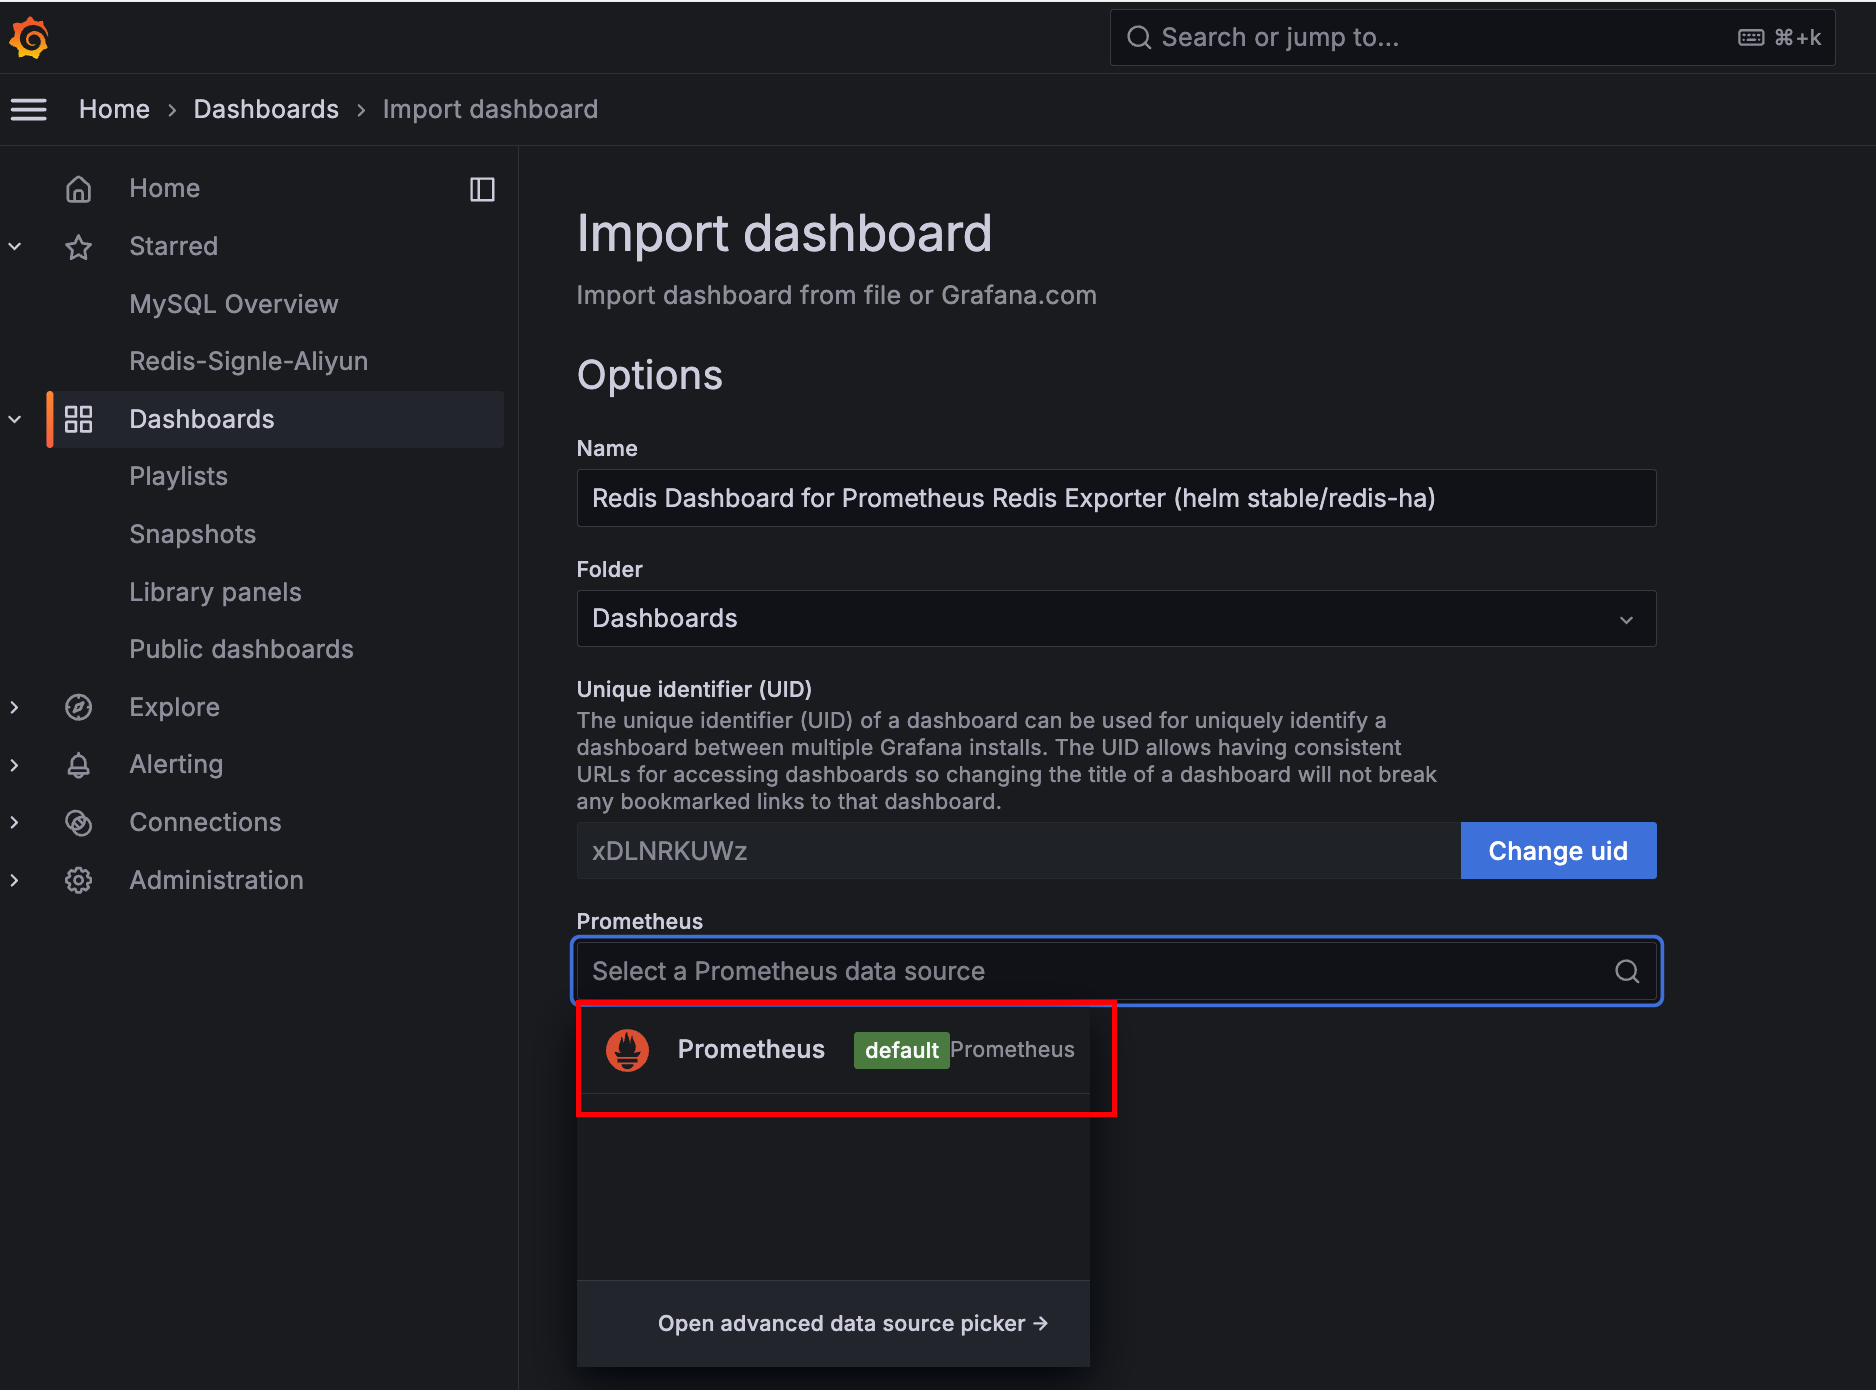 Search or jump to...
⌘+k
Home › Dashboards › Import dashboard
Home
Starred
MySQL Overview
Redis-Signle-Aliyun
Dashboards
Playlists
Snapshots
Library panels
Public dashboards
Explore
Alerting
Connections
Administration
Import dashboard
Import dashboard from file or Grafana.com
Options
Name
Redis Dashboard for Prometheus Redis Exporter (helm stable/redis-ha)
Folder
Dashboards
Unique identifier (UID)
The unique identifier (UID) of a dashboard can be used for uniquely identify a
dashboard between multiple Grafana installs. The UID allows having consistent
URLs for accessing dashboards so changing the title of a dashboard will not break
any bookmarked links to that dashboard.
xDLNRKUWz
Change uid
Prometheus
Select a Prometheus data source
Prometheus default Prometheus
Open advanced data source picker →